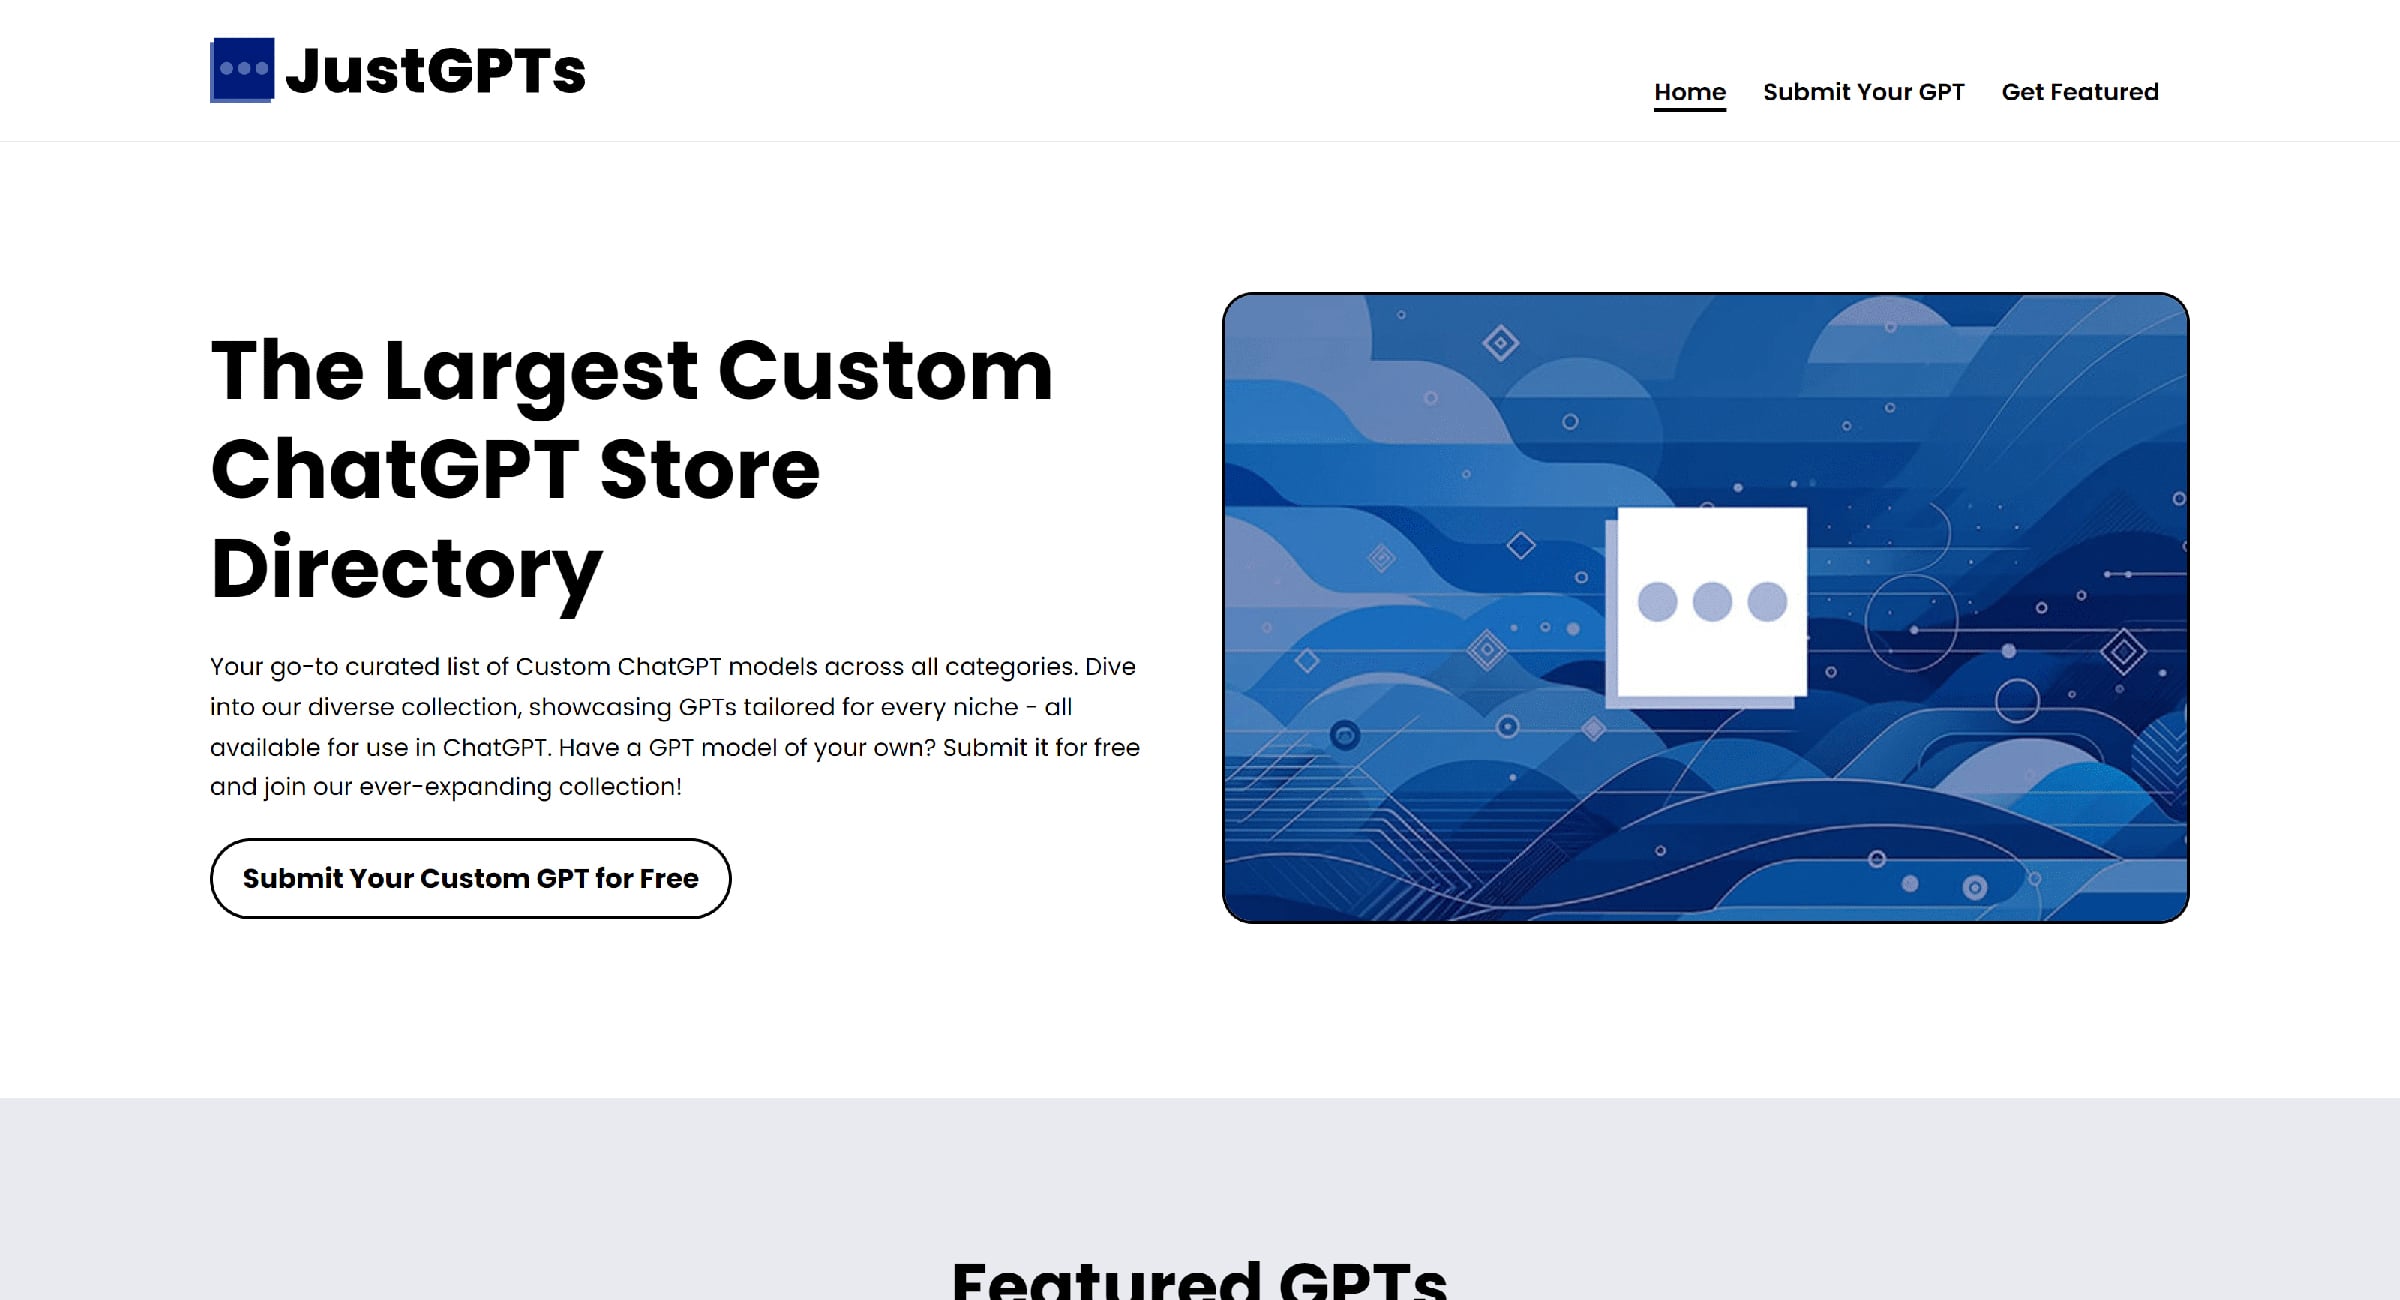 JustGPTs
Home
Submit Your GPT
Get Featured
The Largest Custom
ChatGPT Store
Directory
Your go-to curated list of Custom ChatGPT models across all categories. Dive
into our diverse collection, showcasing GPTs tailored for every niche - all
available for use in ChatGPT. Have a GPT model of your own? Submit it for free
and join our ever-expanding collection!
Submit Your Custom GPT for Free
Featured GPTs